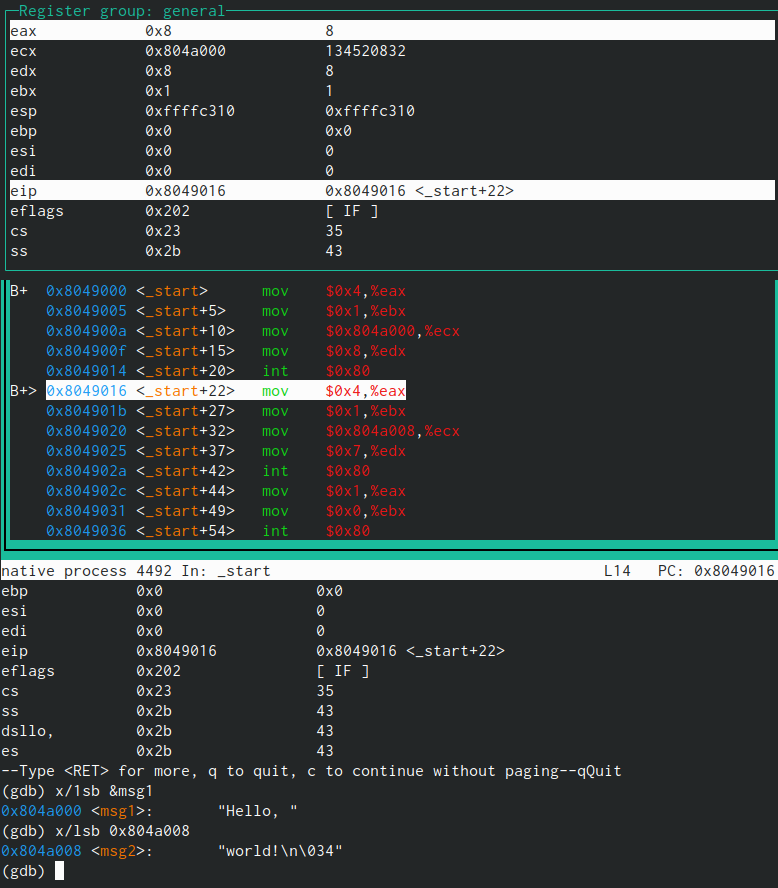 Register group: general
eax 0x8 8
ecx 0x804a000 134520832
edx 0x8 8
ebx 0x1 1
esp 0xffffc310 0xffffc310
ebp 0x0 0x0
esi 0x0 0
edi 0x0 0
eip 0x8049016 0x8049016 <_start+22>
eflags 0x202 [ IF ]
cs 0x23 35
ss 0x2b 43
B+ 0x8049000 <_start> mov $0x4,%eax
0x8049005 <_start+5> mov $0x1,%ebx
0x804900a <_start+10> mov $0x804a000,%ecx
0x804900f <_start+15> mov $0x8,%edx
0x8049014 <_start+20> int $0x80
B+> 0x8049016 <_start+22> mov $0x4,%eax
0x804901b <_start+27> mov $0x1,%ebx
0x8049020 <_start+32> mov $0x804a008,%ecx
0x8049025 <_start+37> mov $0x7,%edx
0x804902a <_start+42> int $0x80
0x804902c <_start+44> mov $0x1,%eax
0x8049031 <_start+49> mov $0x0,%ebx
0x8049036 <_start+54> int $0x80
native process 4492 In: _start L14 PC: 0x8049016
ebp 0x0 0x0
esi 0x0 0
edi 0x0 0
eip 0x8049016 0x8049016 <_start+22>
eflags 0x202 [ IF ]
cs 0x23 35
ss 0x2b 43
dsllo, 0x2b 43
es 0x2b 43
--Type <RET> for more, q to quit, c to continue without paging--qQuit
(gdb) x/1sb &msg1
0x804a000 <msg1>: "Hello, "
(gdb) x/lsb 0x804a008
0x804a008 <msg2>: "world!\n\034"
(gdb)